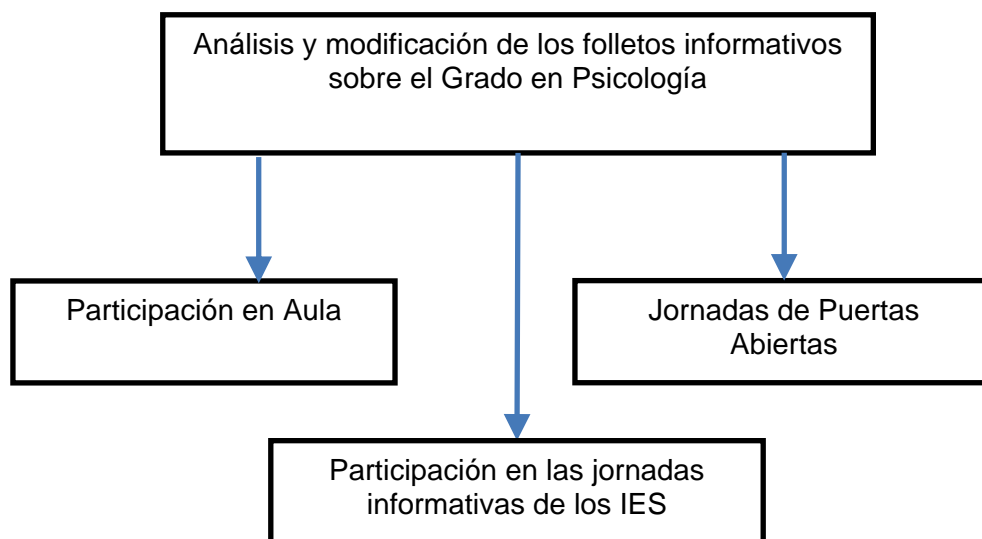 Análisis y modificación de los folletos informativos
sobre el Grado en Psicología
Participación en Aula
Jornadas de Puertas
Abiertas
Participación en las jornadas
informativas de los IES